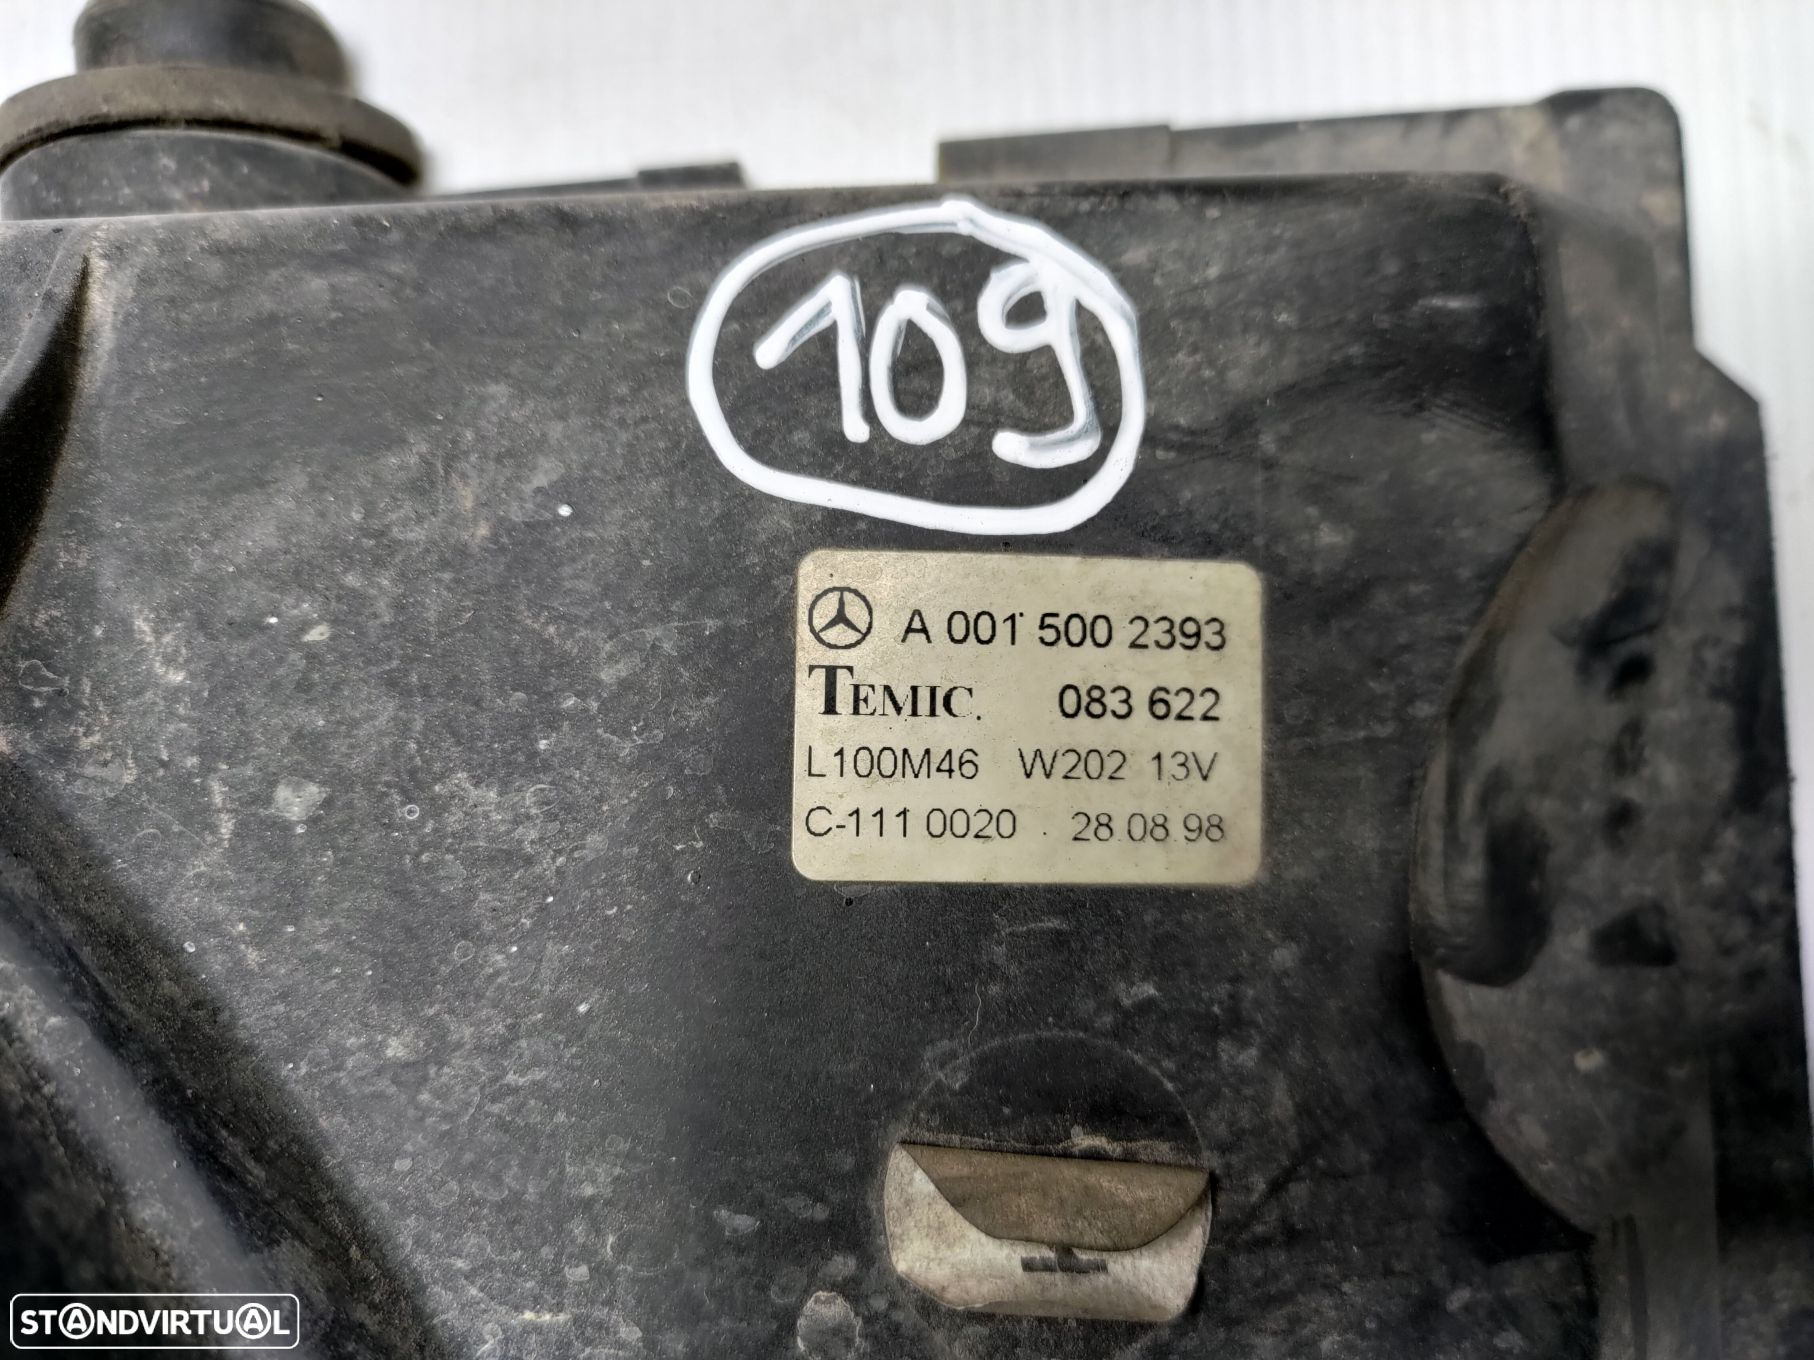 109
A 001 500 2393
TEMIC. 083 622
L100M46 W202 13V
C-111 0020 28.08.98
STANDVIRTUAL